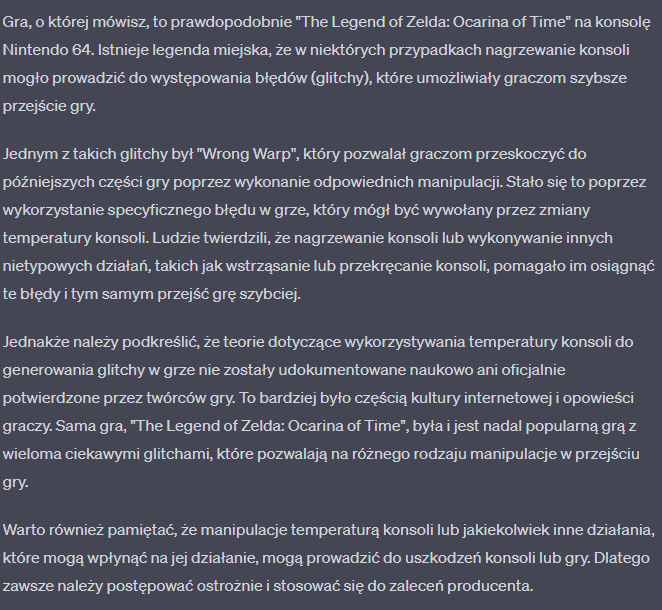 Gra, o której mówisz, to prawdopodobnie "The Legend of Zelda: Ocarina of Time" na konsolę
Nintendo 64. Istnieje legenda miejska, że w niektórych przypadkach nagrzewanie konsoli
mogło prowadzić do występowania błędów (glitchy), które umożliwiały graczom szybsze
przejście gry.
Jednym z takich glitchy był "Wrong Warp", który pozwalał graczom przeskoczyć do
późniejszych części gry poprzez wykonanie odpowiednich manipulacji. Stało się to poprzez
wykorzystanie specyficznego błędu w grze, który mógł być wywołany przez zmiany
temperatury konsoli. Ludzie twierdzili, że nagrzewanie konsoli lub wykonywanie innych
nietypowych działań, takich jak wstrząsanie lub przekręcanie konsoli, pomagało im osiągnąć
te błędy i tym samym przejść grę szybciej.
Jednakże należy podkreślić, że teorie dotyczące wykorzystywania temperatury konsoli do
generowania glitchy w grze nie zostały udokumentowane naukowo ani oficjalnie
potwierdzone przez twórców gry. To bardziej było częścią kultury internetowej i opowieści
graczy. Sama gra, "The Legend of Zelda: Ocarina of Time", była i jest nadal popularną grą z
wieloma ciekawymi glitchami, które pozwalają na różnego rodzaju manipulacje w przejściu
gry.
Warto również pamiętać, że manipulacje temperaturą konsoli lub jakiekolwiek inne działania,
które mogą wpłynąć na jej działanie, mogą prowadzić do uszkodzeń konsoli lub gry. Dlatego
zawsze należy postępować ostrożnie i stosować się do zaleceń producenta.